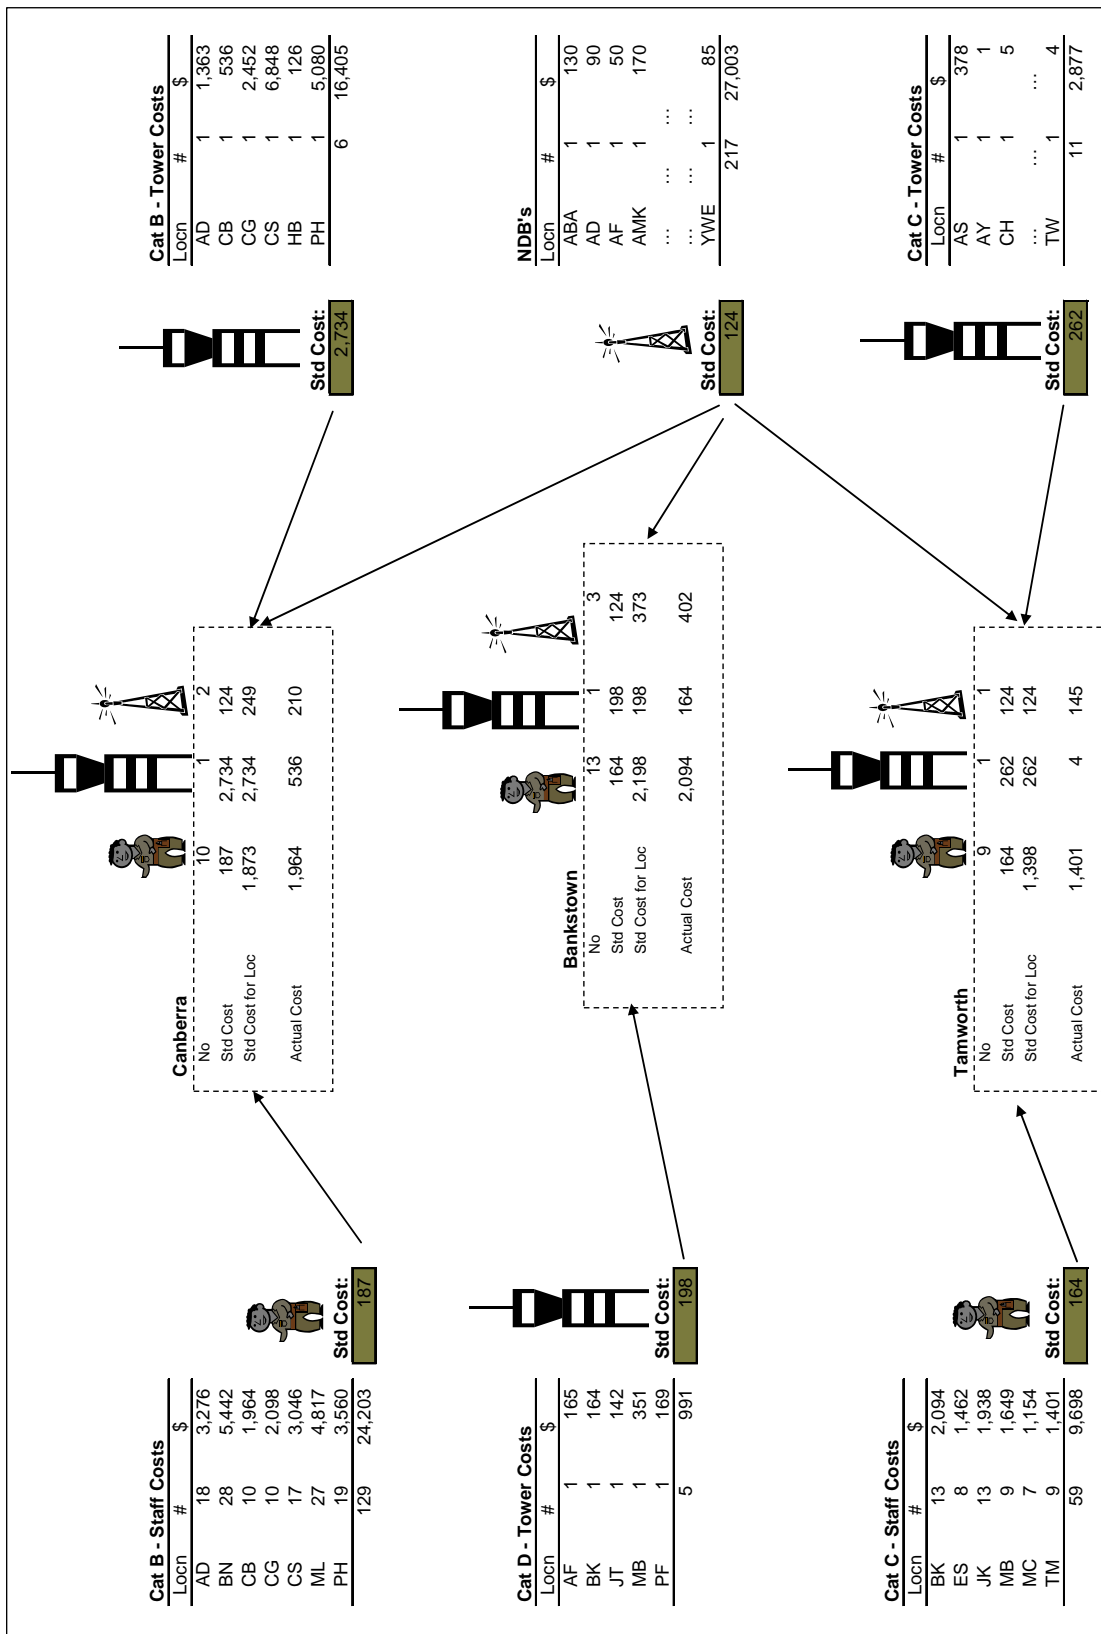 Cat B - Staff Costs
Locn # $
AD 18 3,276
BN 28 5,442
CB 10 1,964
CG 10 2,098
CS 17 3,046
ML 27 4,817
PH 19 3,560
129 24,203
Std Cost:
187
Canberra
No 10 1 2
Std Cost 187 2,734 124
Std Cost for Loc 1,873 2,734 249
Actual Cost 1,964 536 210
Cat B - Tower Costs
Locn # $
AD 1 1,363
CB 1 536
CG 1 2,452
CS 1 6,848
HB 1 126
PH 1 5,080
6 16,405
Std Cost:
2,734
Cat D - Tower Costs
Locn # $
AF 1 165
BK 1 164
JT 1 142
MB 1 351
PF 1 169
5 991
Std Cost:
198
Bankstown
No 13 1 3
Std Cost 164 198 124
Std Cost for Loc 2,198 198 373
Actual Cost 2,094 164 402
NDB's
Locn # $
ABA 1 130
AD 1 90
AF 1 50
AMK 1 170
… … …
… … …
YWE 1 85
217 27,003
Std Cost:
124
Cat C - Staff Costs
Locn # $
BK 13 2,094
ES 8 1,462
JK 13 1,938
MB 9 1,649
MC 7 1,154
TM 9 1,401
59 9,698
Std Cost:
164
Tamworth
No 9 1 1
Std Cost 164 262 124
Std Cost for Loc 1,398 262 124
Actual Cost 1,401 4 145
Cat C - Tower Costs
Locn # $
AS 1 378
AY 1 1
CH 1 5
… … …
TW 1 4
11 2,877
Std Cost:
262